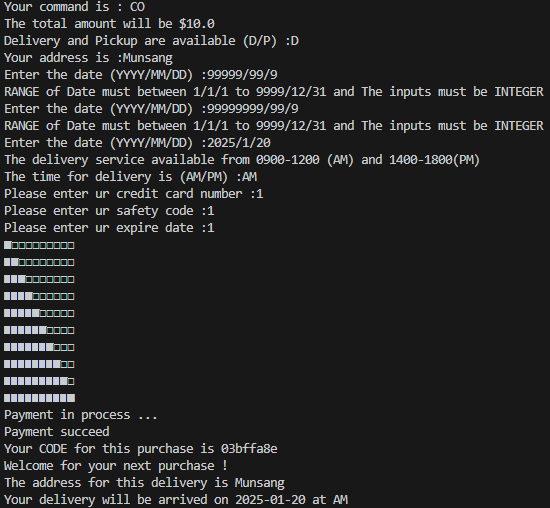 Your command is : CO
The total amount will be $10.0
Delivery and Pickup are available (D/P) :D
Your address is :Munsang
Enter the date (YYYY/MM/DD) :99999/99/9
RANGE of Date must between 1/1/1 to 9999/12/31 and The inputs must be INTEGER
Enter the date (YYYY/MM/DD) :99999999/99/9
RANGE of Date must between 1/1/1 to 9999/12/31 and The inputs must be INTEGER
Enter the date (YYYY/MM/DD) :2025/1/20
The delivery service available from 0900-1200 (AM) and 1400-1800(PM)
The time for delivery is (AM/PM) :AM
Please enter ur credit card number :1
Please enter ur safety code :1
Please enter ur expire date :1
■□□□□□□□□□
■■□□□□□□□□
■■■□□□□□□□
■■■■□□□□□□
■■■■■□□□□□
■■■■■■□□□□
■■■■■■■□□□
■■■■■■■■□□
■■■■■■■■■□
■■■■■■■■■■
Payment in process ...
Payment succeed
Your CODE for this purchase is 03bffa8e
Welcome for your next purchase !
The address for this delivery is Munsang
Your delivery will be arrived on 2025-01-20 at AM